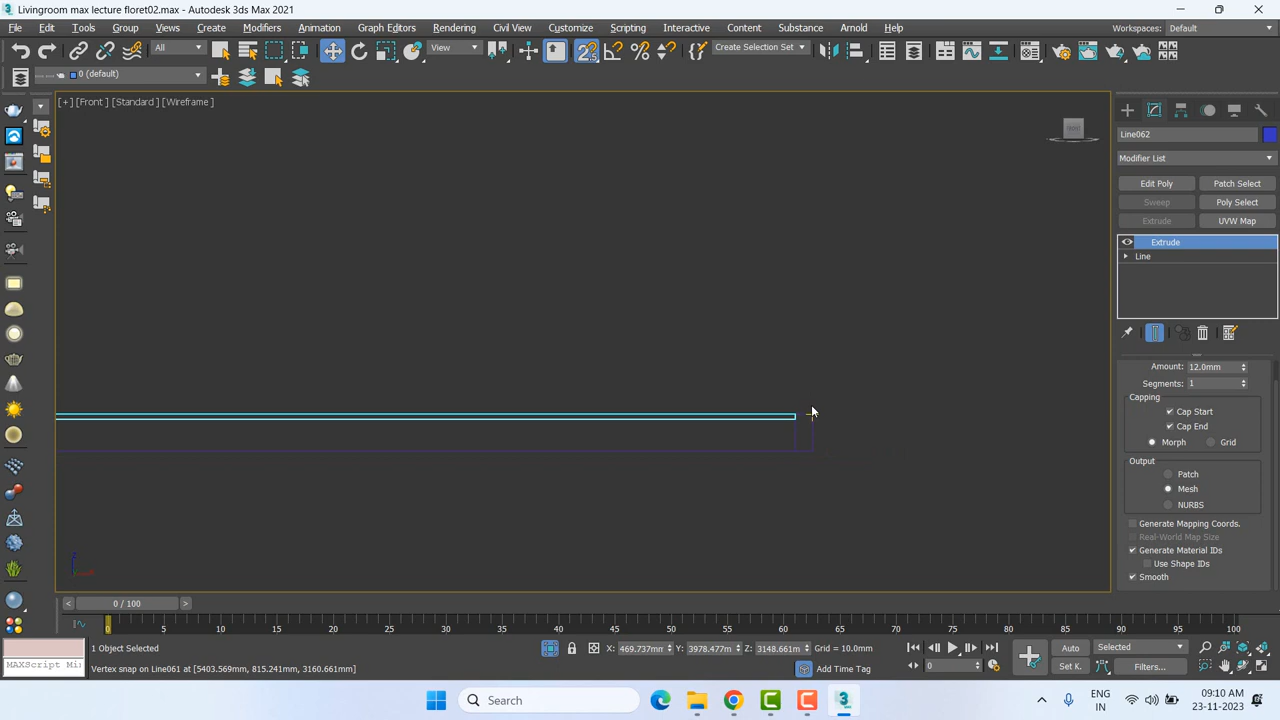 Livingroom max lecture floret02.max - Autodesk 3ds Max 2021
File Edit Tools Group Views Create Modifiers Animation Graph Editors Rendering Civil View Customize Scripting Interactive Content Substance Arnold Help
Workspaces: Default
All
View
Create Selection Set
0 (default)
[+] [Front ] [Standard ] [Wireframe ]
Line062
Modifier List
Edit Poly Patch Select
Sweep Poly Select
Extrude UVW Map
Extrude
Line
Amount: 12.0mm
Segments: 1
Capping
Cap Start
Cap End
Morph Grid
Output
Patch
Mesh
NURBS
Generate Mapping Coords.
Real-World Map Size
Generate Material IDs
Use Shape IDs
Smooth
0 / 100
0 5 10 15 20 25 30 35 40 45 50 55 60 65 70 75 80 85 90 95 100
1 Object Selected
X: 469.737mm Y: 3978.477mm Z: 3148.661m Grid = 10.0mm
Auto Selected
MAXScript Mi
Vertex snap on Line061 at [5403.569mm, 815.241mm, 3160.661mm]
Add Time Tag
0
Set K. Filters...
Search
ENG
IN
09:10 AM
23-11-2023